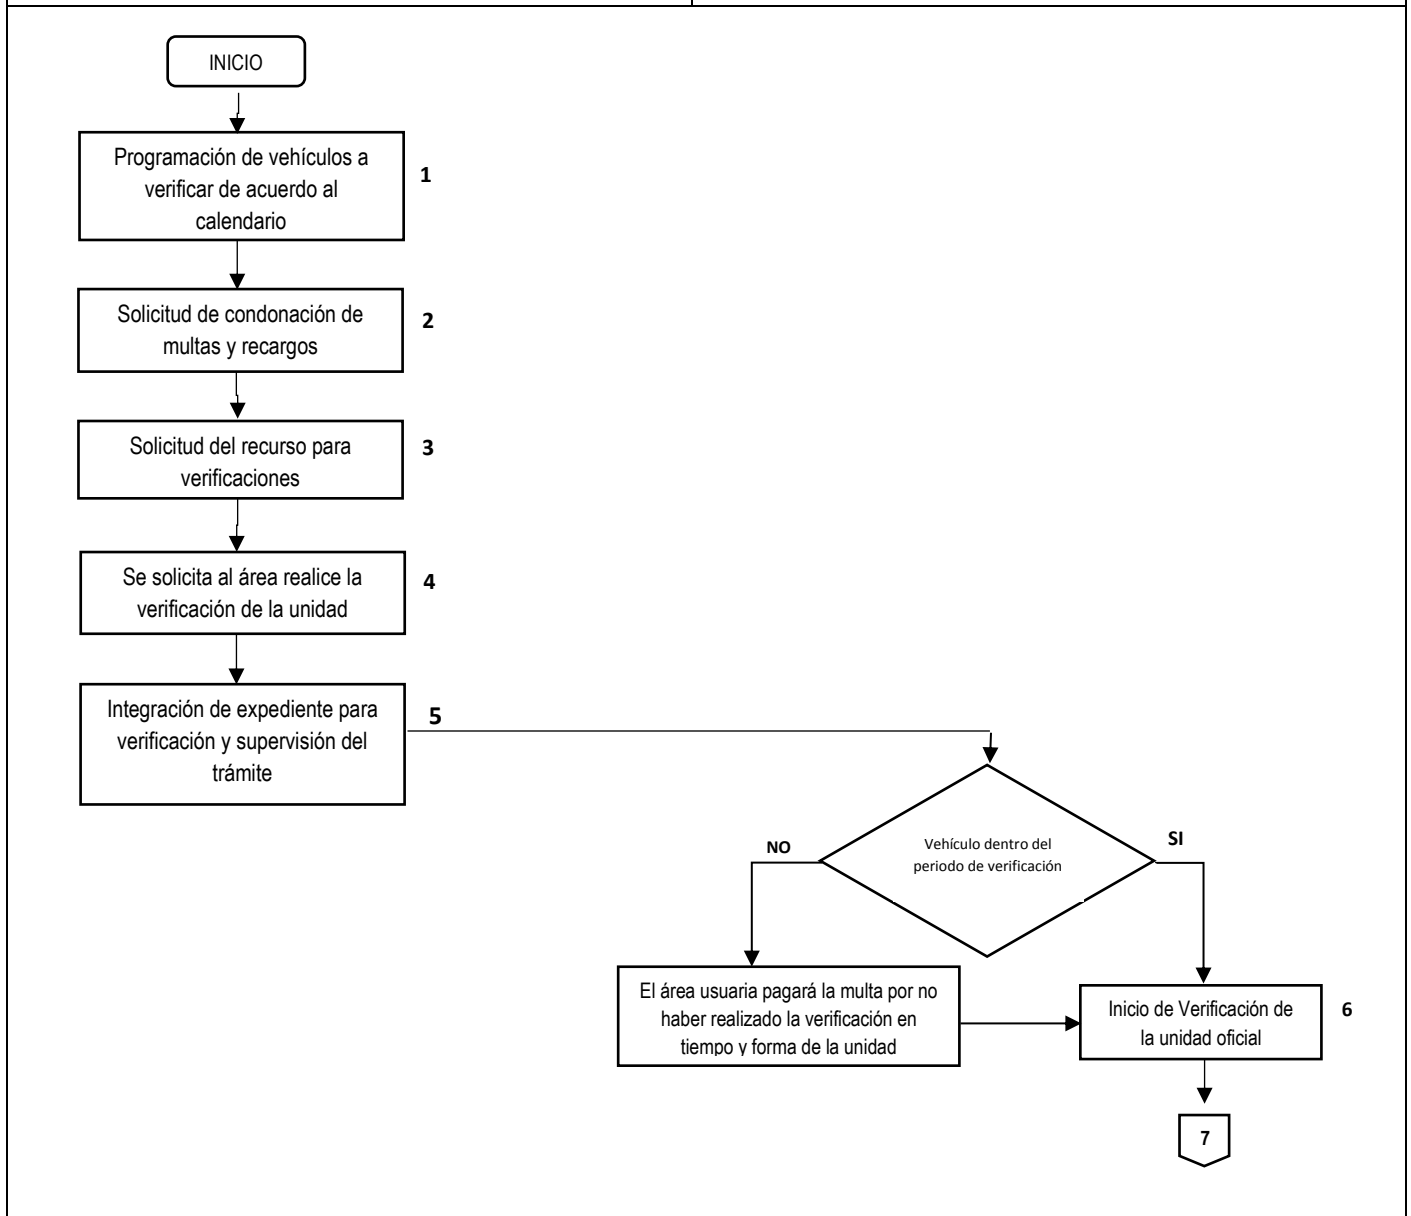 INICIO
Programación de vehículos a
verificar de acuerdo al
calendario
1
Solicitud de condonación de
multas y recargos
2
Solicitud del recurso para
verificaciones
3
Se solicita al área realice la
verificación de la unidad
4
Integración de expediente para
verificación y supervisión del
trámite
5
Vehículo dentro del
periodo de verificación
NO
SI
El área usuaria pagará la multa por no
haber realizado la verificación en
tiempo y forma de la unidad
Inicio de Verificación de
la unidad oficial
6
7